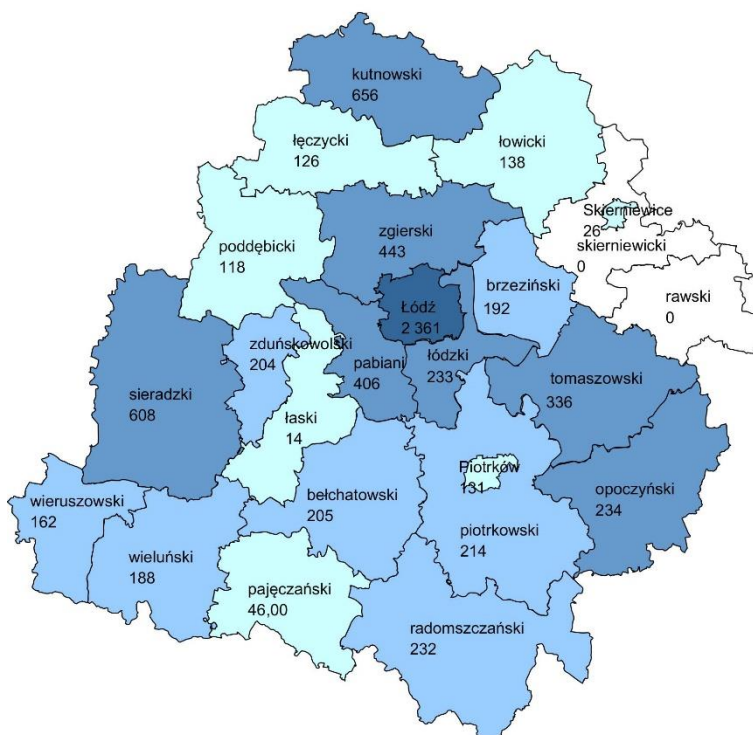 kutnowski
656
łęczycki
126
łowicki
138
Skierniewice
26
skierniewicki
0
zgierski
443
poddębicki
118
brzeziński
192
rawski
0
Łódź
2 361
zduńskowolski
204
pabiani
406
łódzki
233
tomaszowski
336
sieradzki
608
łaski
14
Piotrków
131
opoczyński
234
bełchatowski
205
wieruszowski
162
piotrkowski
214
wieluński
188
pajęczański
46,00
radomszczański
232